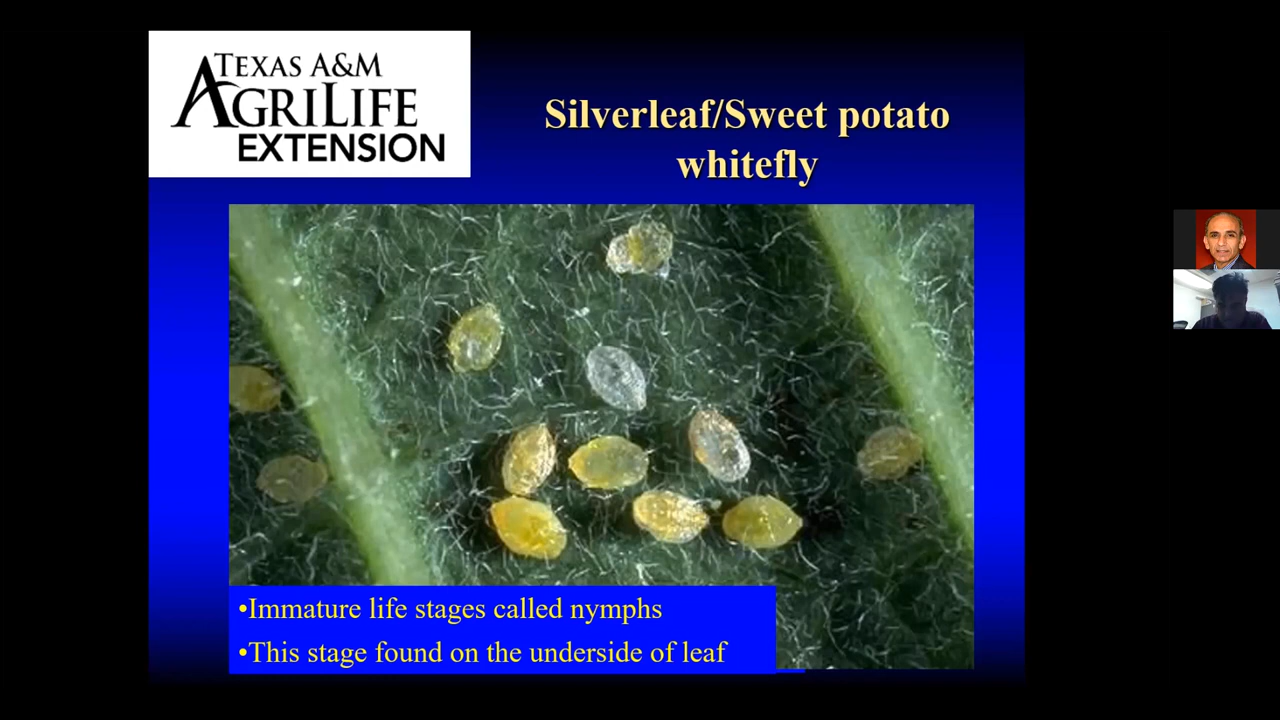 TEXAS A&M
AGRILIFE
EXTENSION
Silverleaf/Sweet potato
whitefly
•Immature life stages called nymphs
•This stage found on the underside of leaf